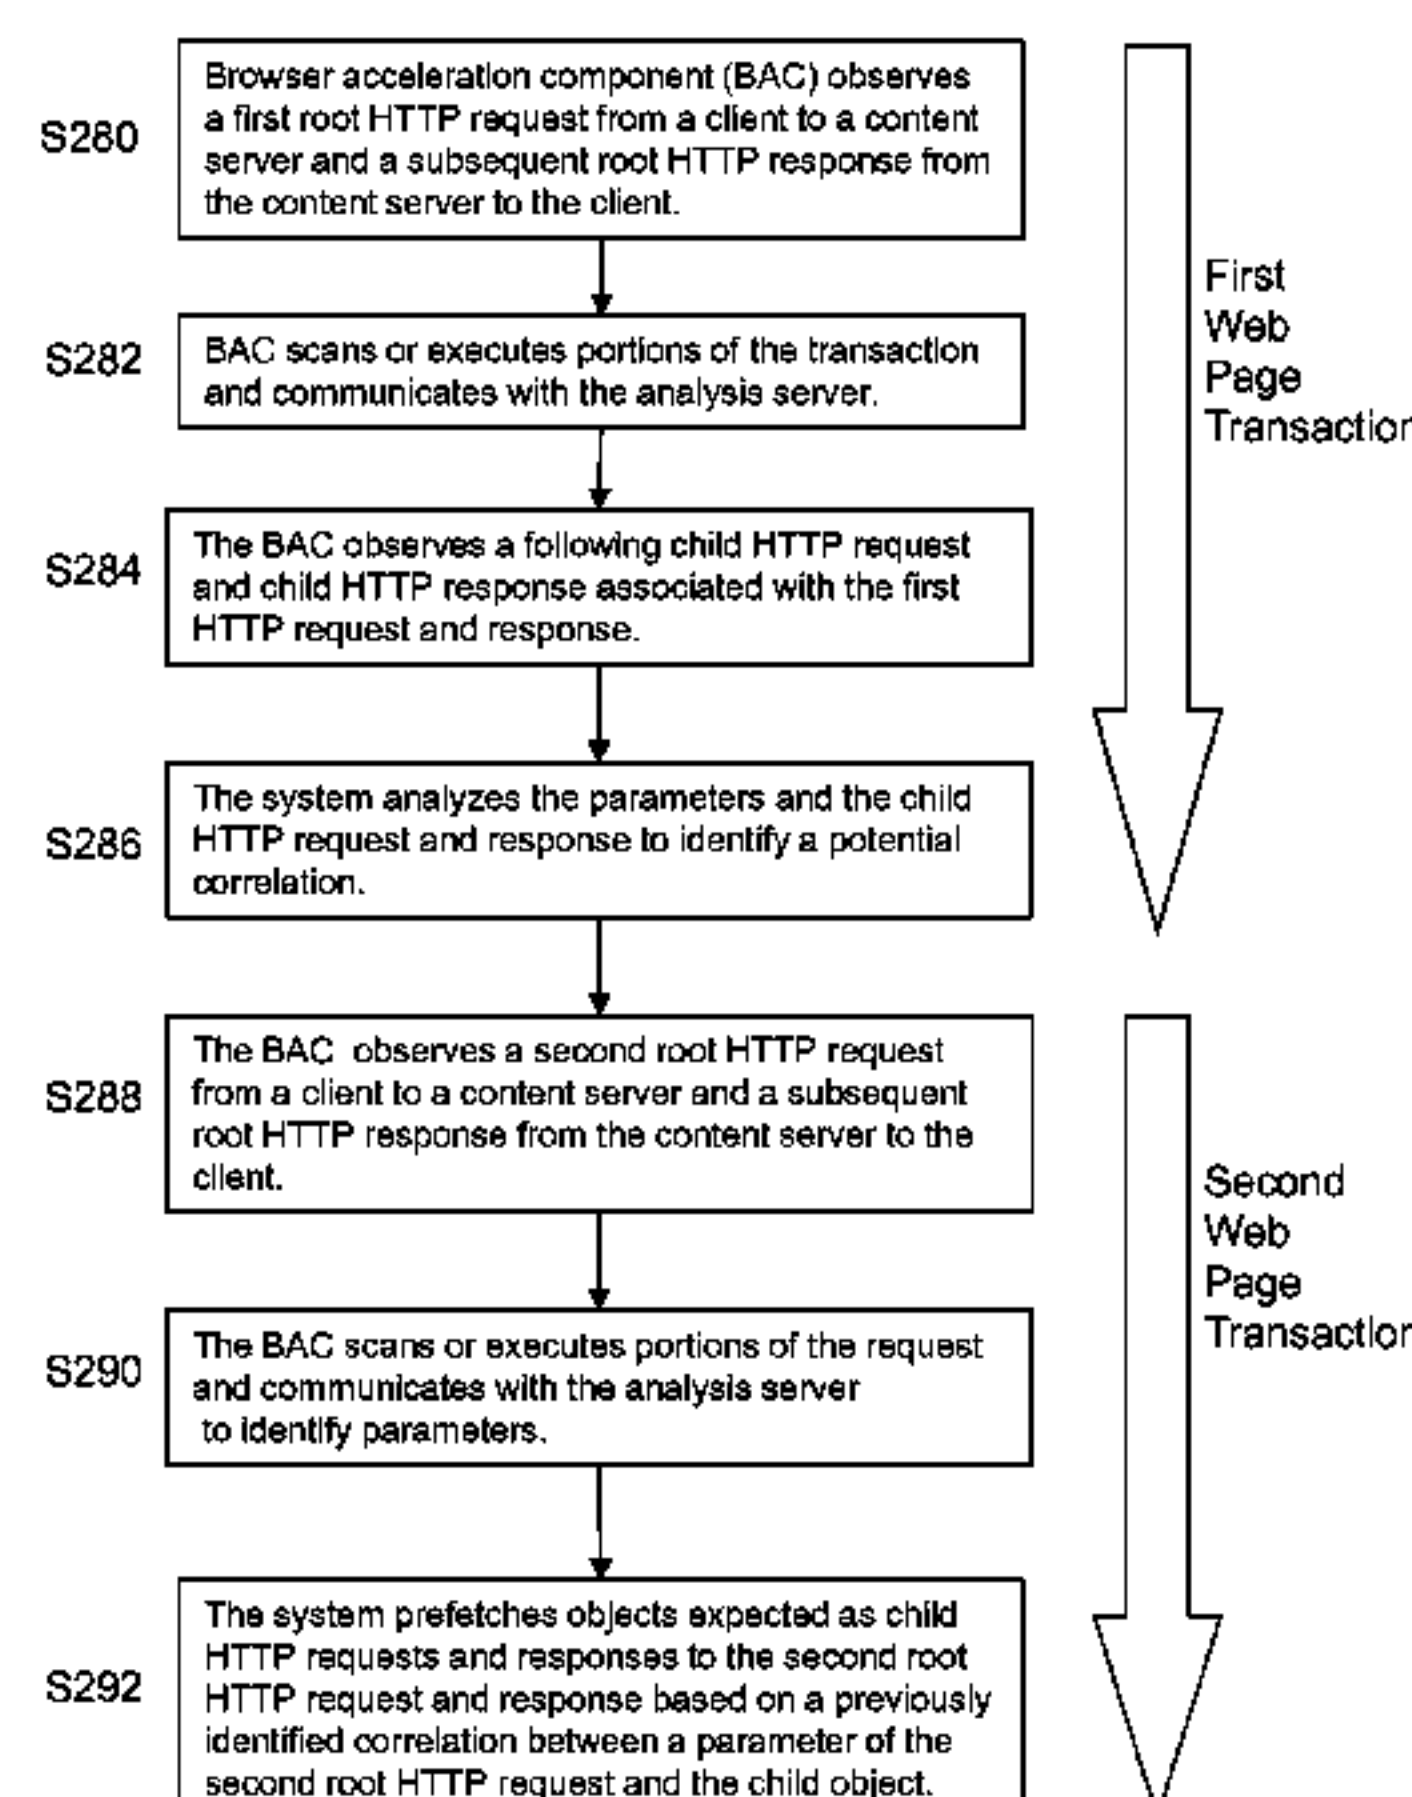 S280
Browser acceleration component (BAC) observes
a first root HTTP request from a client to a content
server and a subsequent root HTTP response from
the content server to the client.
S282
BAC scans or executes portions of the transaction
and communicates with the analysis server.
First
Web
Page
Transaction
S284
The BAC observes a following child HTTP request
and child HTTP response associated with the first
HTTP request and response.
S286
The system analyzes the parameters and the child
HTTP request and response to identify a potential
correlation.
S288
The BAC observes a second root HTTP request
from a client to a content server and a subsequent
root HTTP response from the content server to the
client.
Second
Web
Page
Transaction
S290
The BAC scans or executes portions of the request
and communicates with the analysis server
to identify parameters.
S292
The system prefetches objects expected as child
HTTP requests and responses to the second root
HTTP request and response based on a previously
identified correlation between a parameter of the
second root HTTP request and the child object.